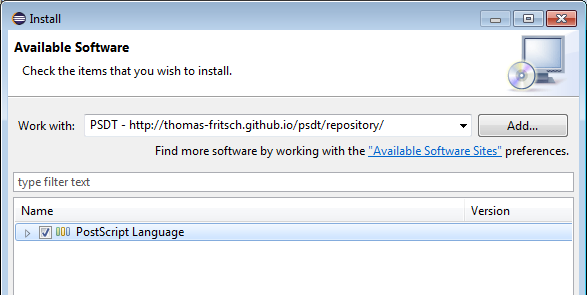 Install
Available Software
Check the items that you wish to install.
Work with: PSDT - http://thomas-fritsch.github.io/psdt/repository/ Add...
Find more software by working with the "Available Software Sites" preferences.
type filter text
Name Version
PostScript Language